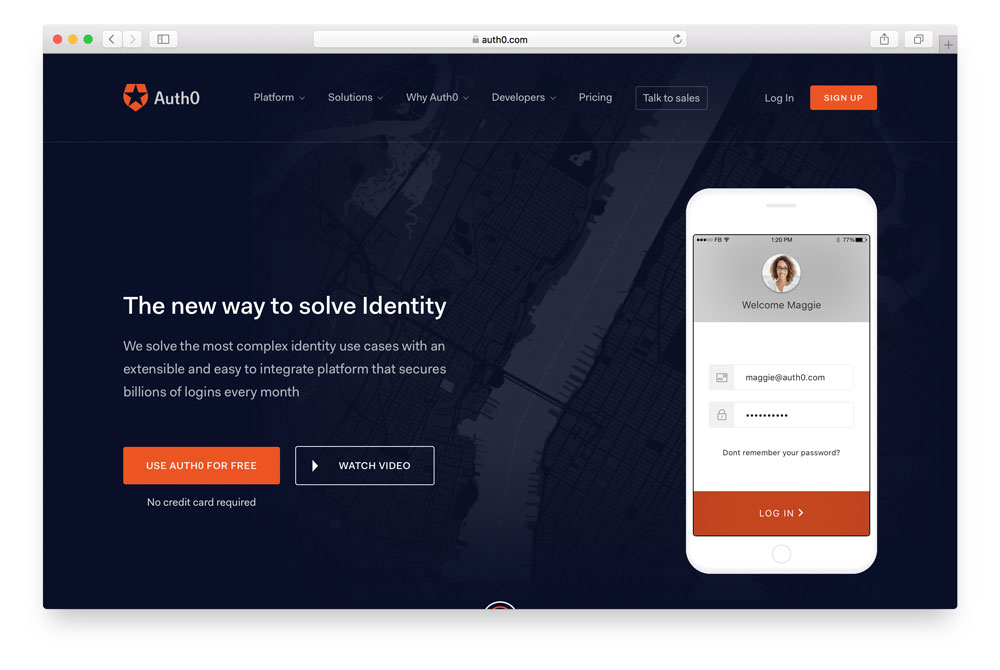 auth0.com
Auth0
Platform
Solutions
Why Auth0
Developers
Pricing
Talk to sales
Log In
SIGN UP
The new way to solve Identity
We solve the most complex identity use cases with an
extensible and easy to integrate platform that secures
billions of logins every month
USE AUTH0 FOR FREE
WATCH VIDEO
No credit card required
FB
1:20 PM
77%
Welcome Maggie
maggie@auth0.com
••••••••••
Dont remember your password?
LOG IN